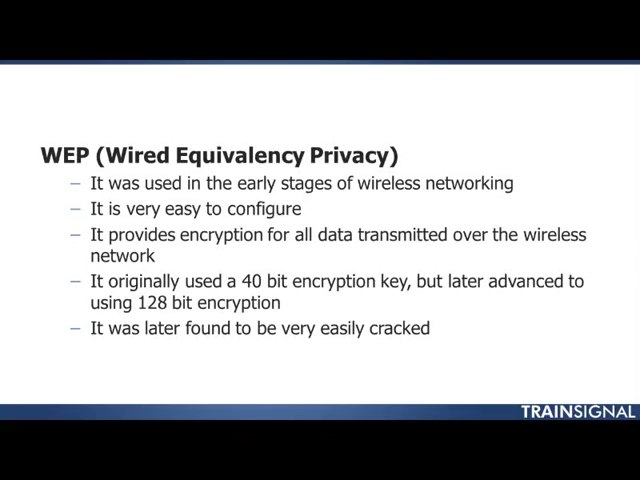 WEP (Wired Equivalency Privacy)
– It was used in the early stages of wireless networking
– It is very easy to configure
– It provides encryption for all data transmitted over the wireless
network
– It originally used a 40 bit encryption key, but later advanced to
using 128 bit encryption
– It was later found to be very easily cracked
TRAINSIGNAL